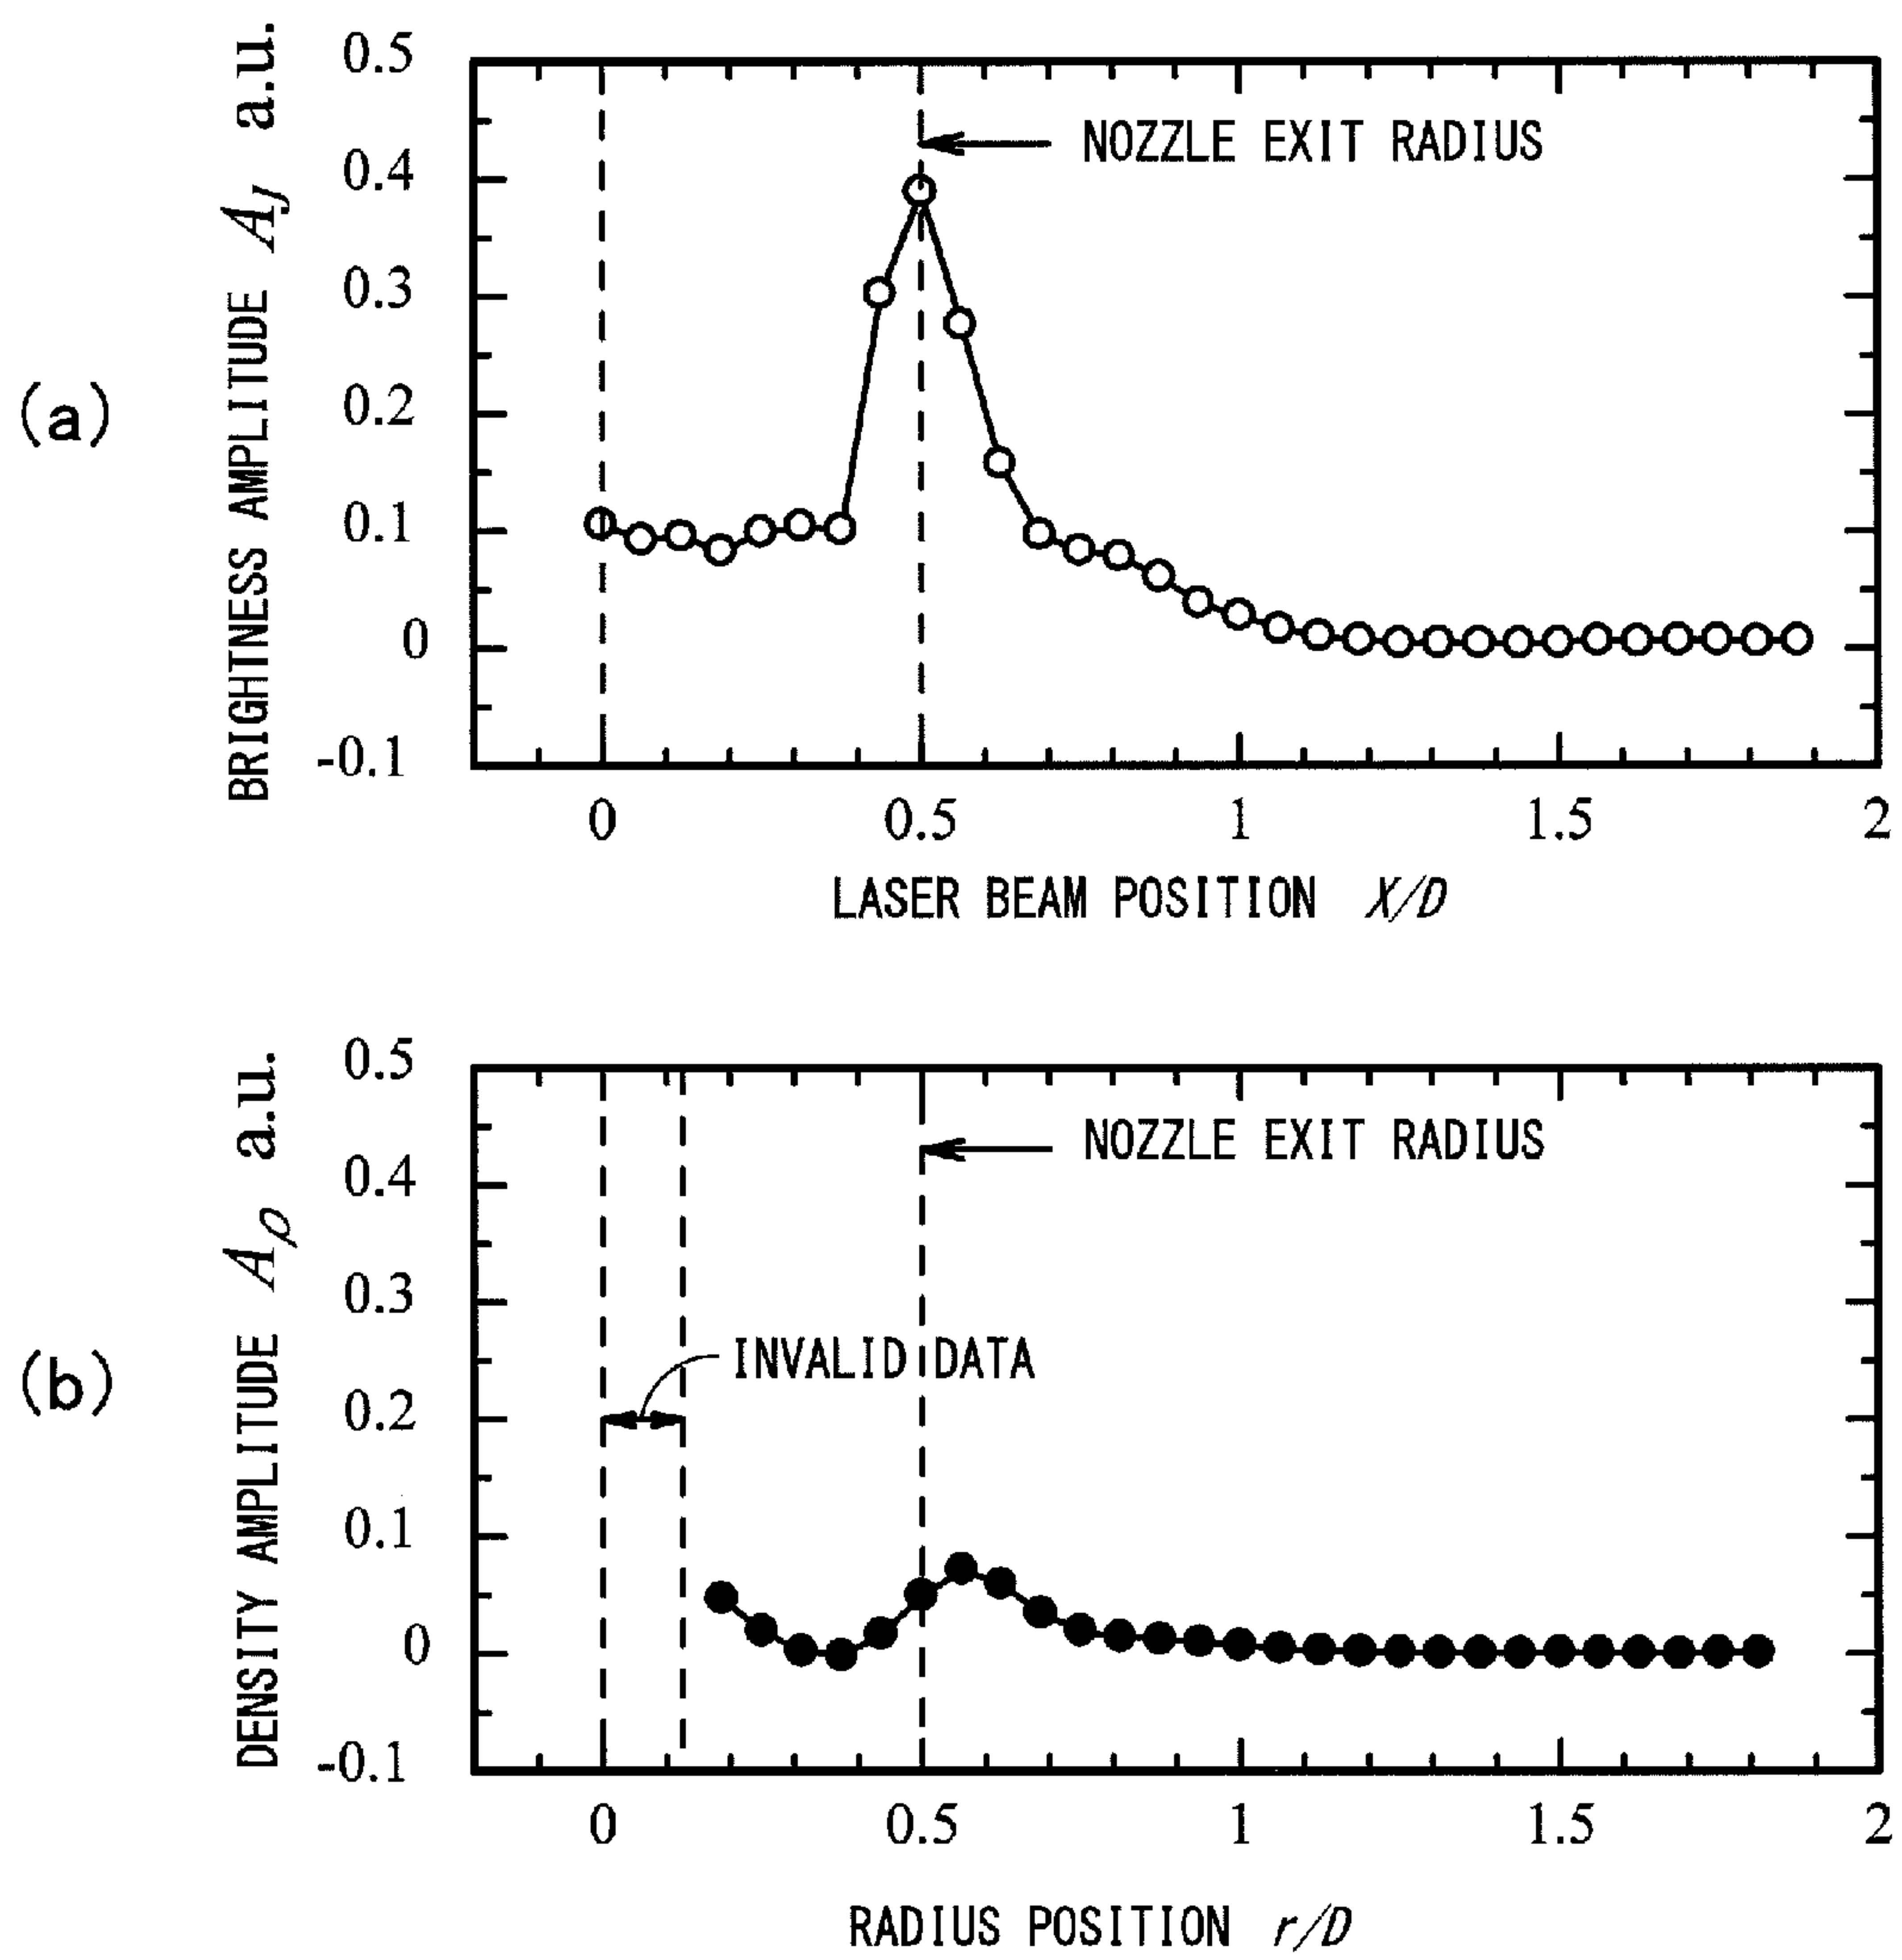 (a)
BRIGHTNESS AMPLITUDE A_J a.u.
0.5
0.4
0.3
0.2
0.1
0
-0.1
NOZZLE EXIT RADIUS
0 0.5 1 1.5 2
LASER BEAM POSITION X/D
(b)
DENSITY AMPLITUDE A_ρ a.u.
0.5
0.4
0.3
0.2
0.1
0
-0.1
NOZZLE EXIT RADIUS
INVALID DATA
0 0.5 1 1.5 2
RADIUS POSITION r/D